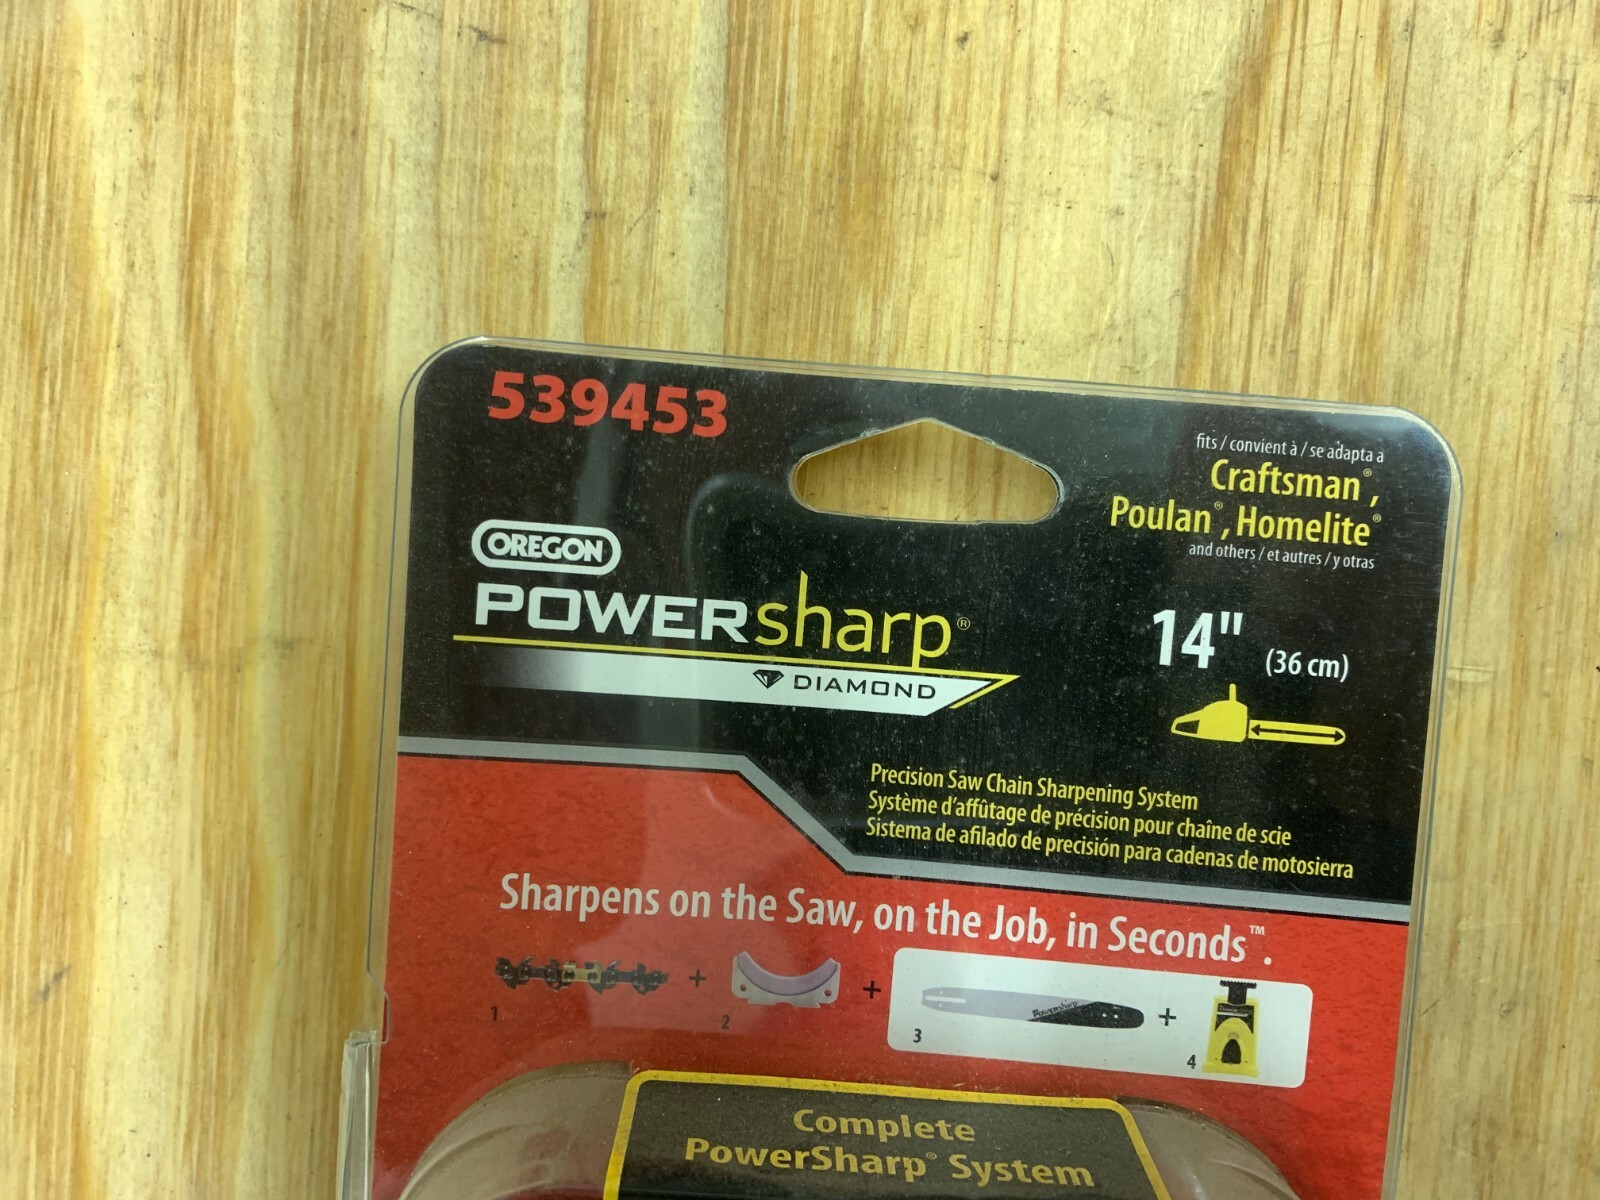 539453
fits / convient à / se adapta a
Craftsman®,
Poulan®, Homelite®
and others / et autres / y otras
OREGON
POWERsharp®
DIAMOND
14" (36 cm)
Precision Saw Chain Sharpening System
Système d'affûtage de précision pour chaîne de scie
Sistema de afilado de precisión para cadenas de motosierra
Sharpens on the Saw, on the Job, in Seconds™.
+ + +
POWERsharp
1 2 3 4
Complete
PowerSharp® System